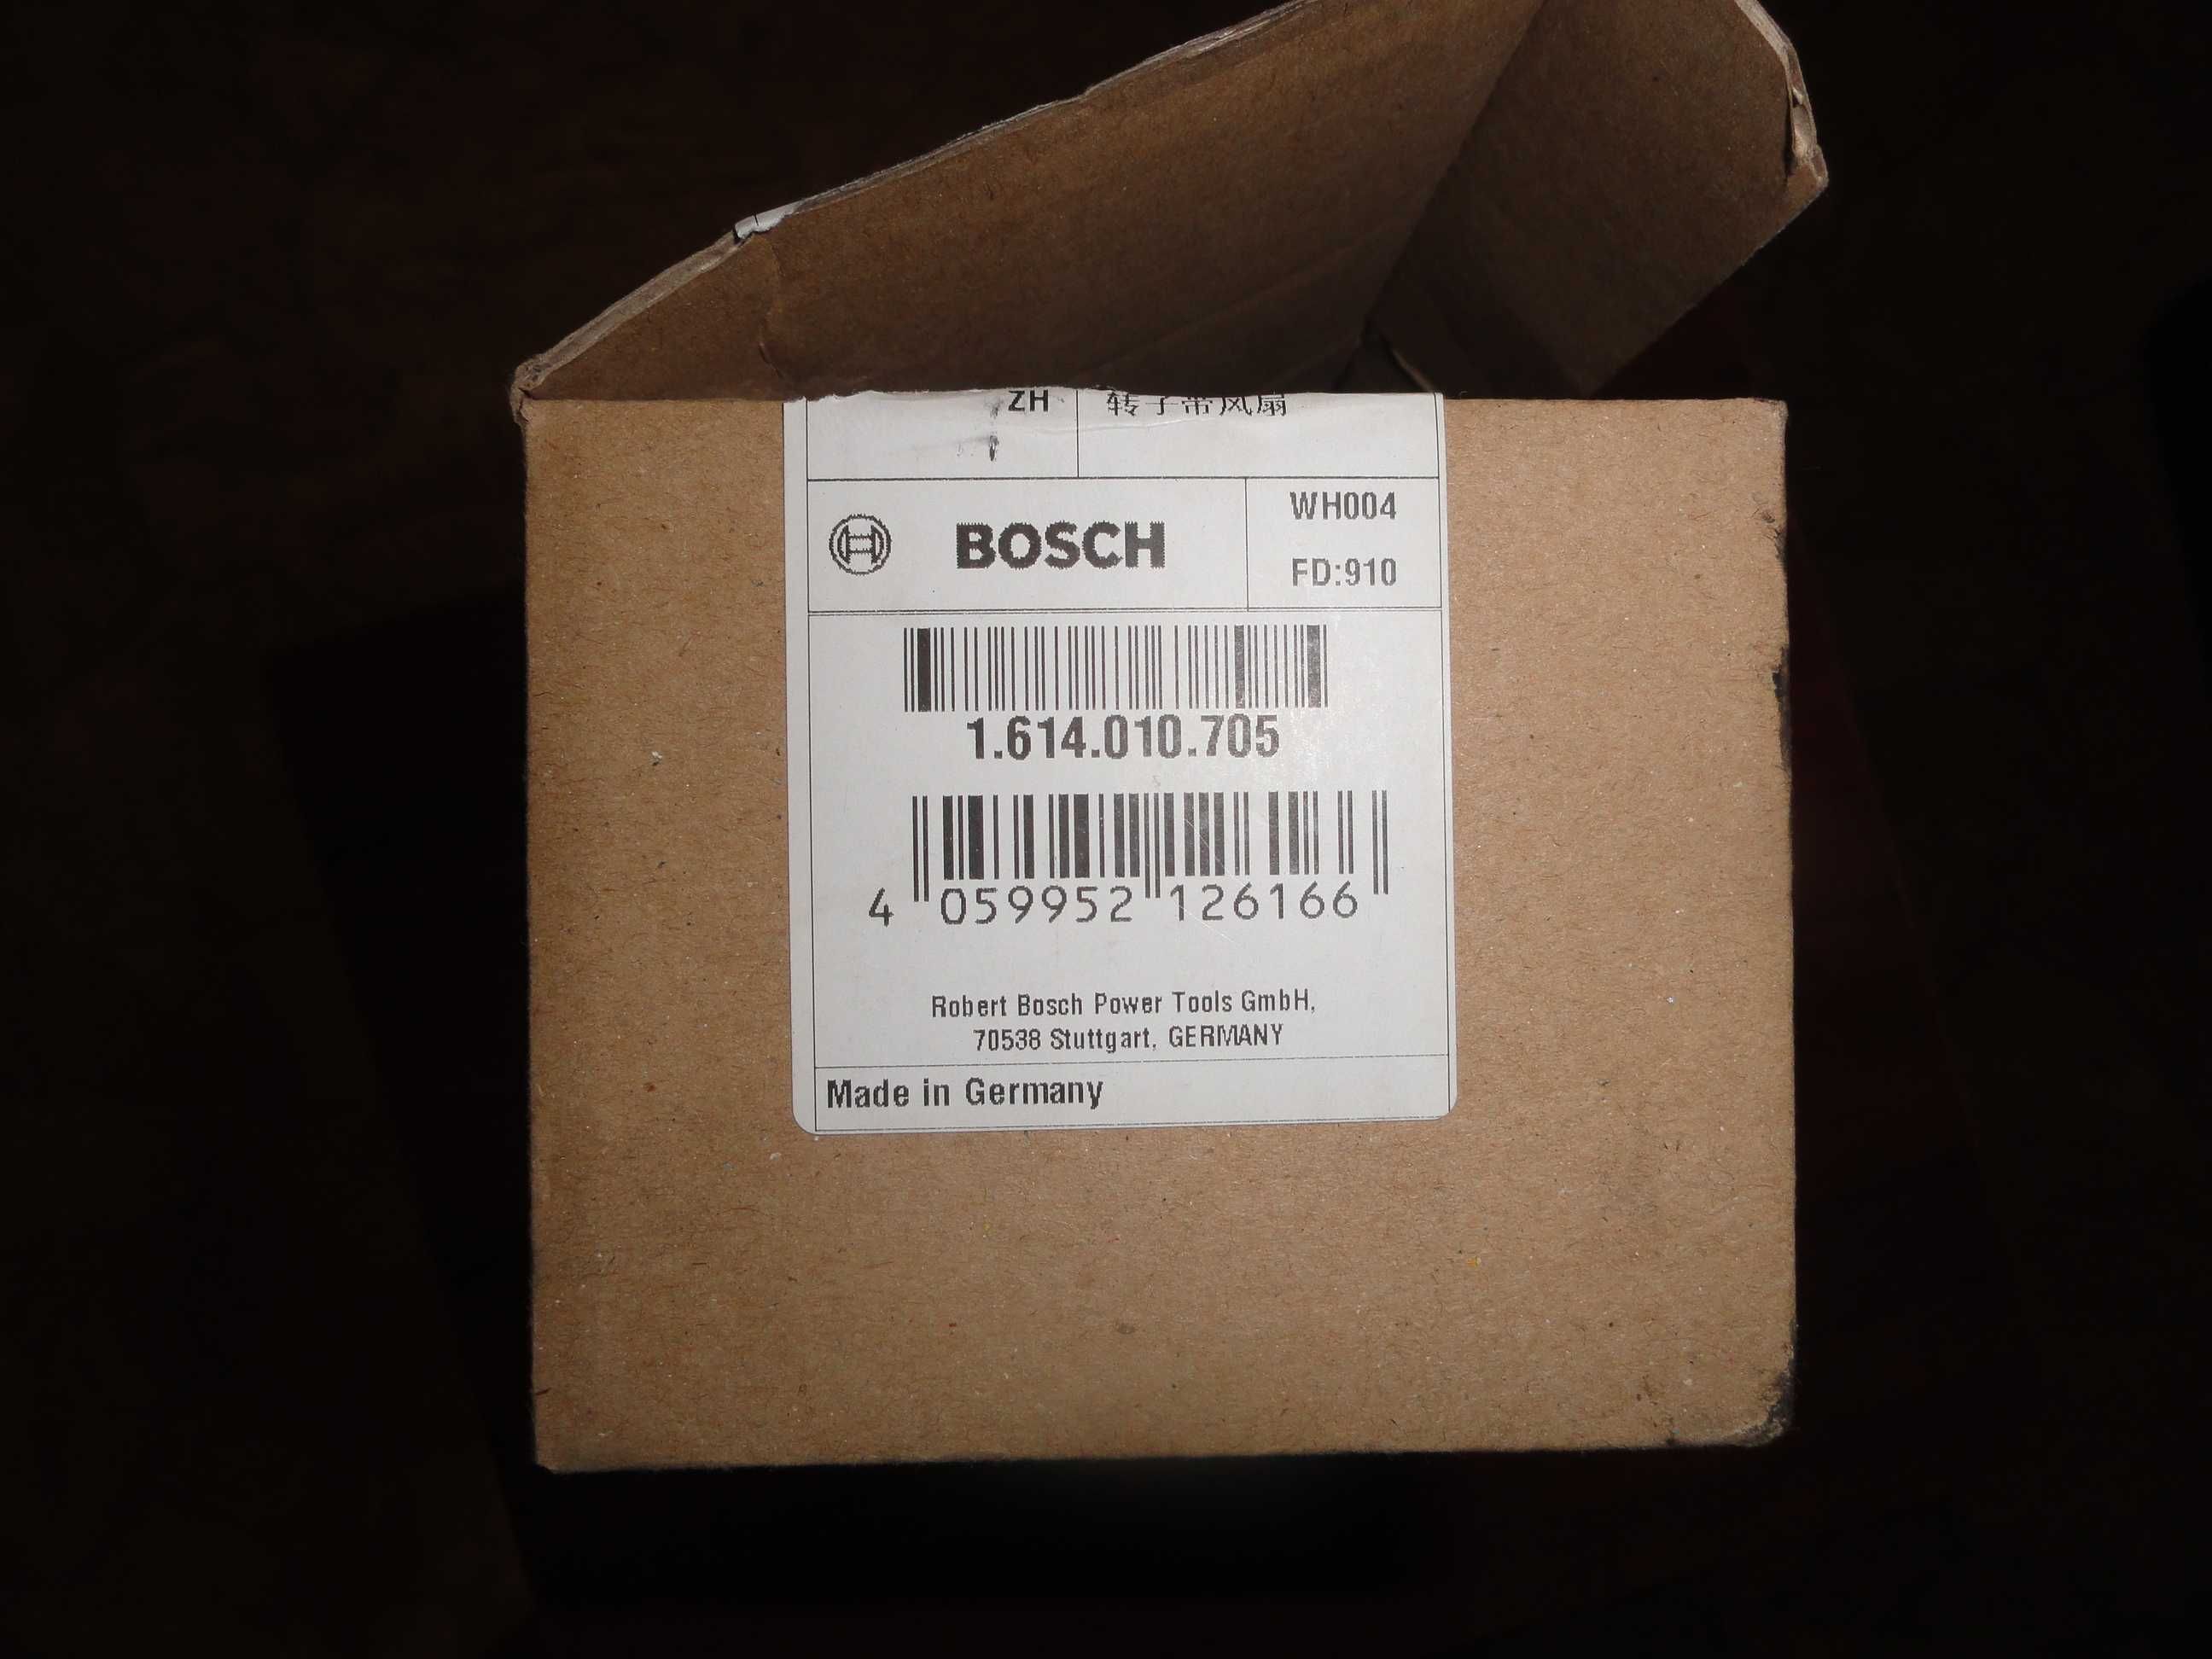 ZH 转子带风扇
BOSCH
WH004
FD:910
1.614.010.705
4 059952 126166
Robert Bosch Power Tools GmbH,
70538 Stuttgart, GERMANY
Made in Germany